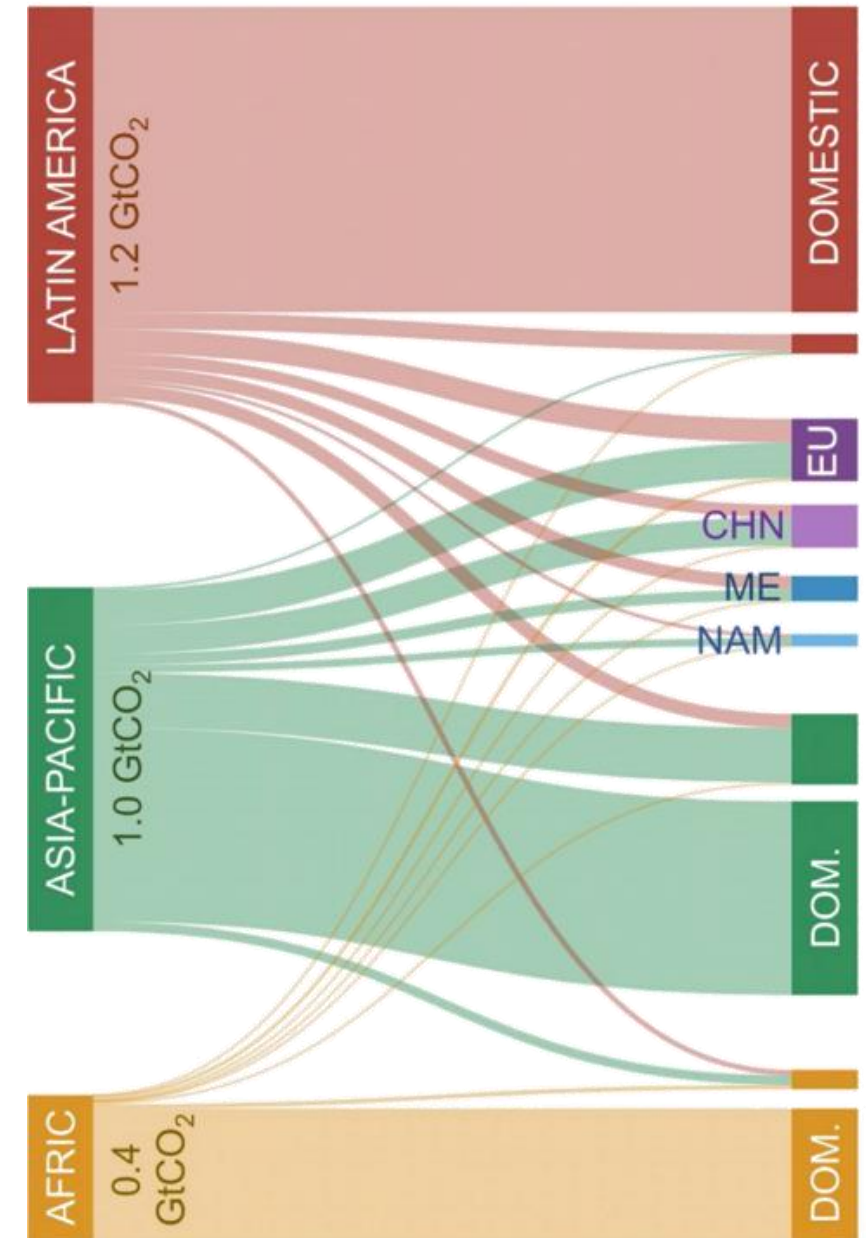 LATIN AMERICA
1.2 GtCO₂
DOMESTIC
EU
CHN
ME
NAM
ASIA-PACIFIC
1.0 GtCO₂
DOM.
AFRIC
0.4
GtCO₂
DOM.